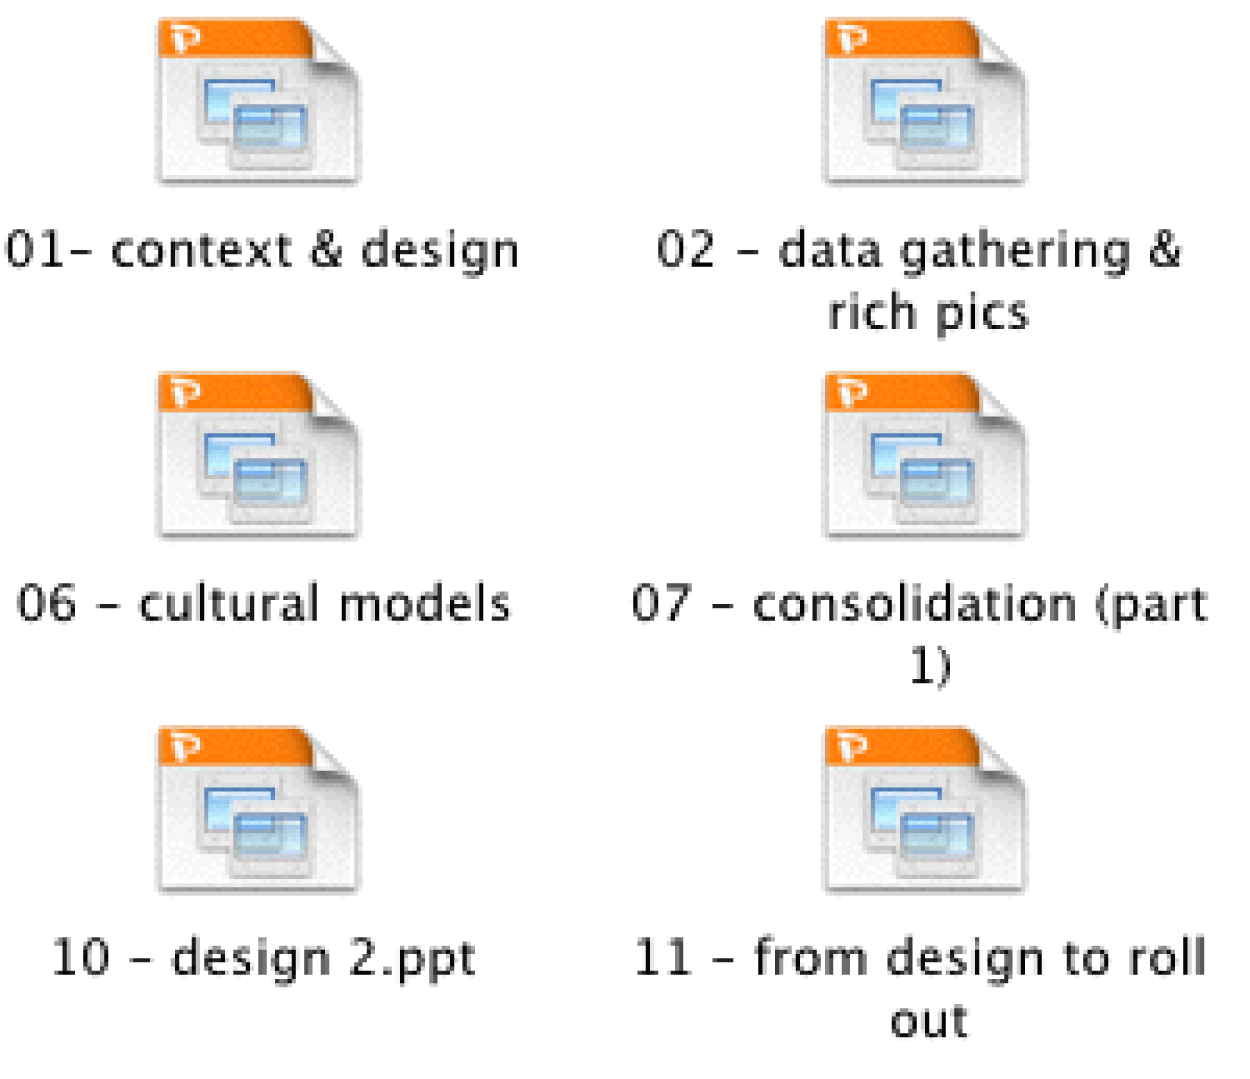 01- context & design
02 - data gathering &
rich pics
06 - cultural models
07 - consolidation (part
1)
10 - design 2.ppt
11 - from design to roll
out